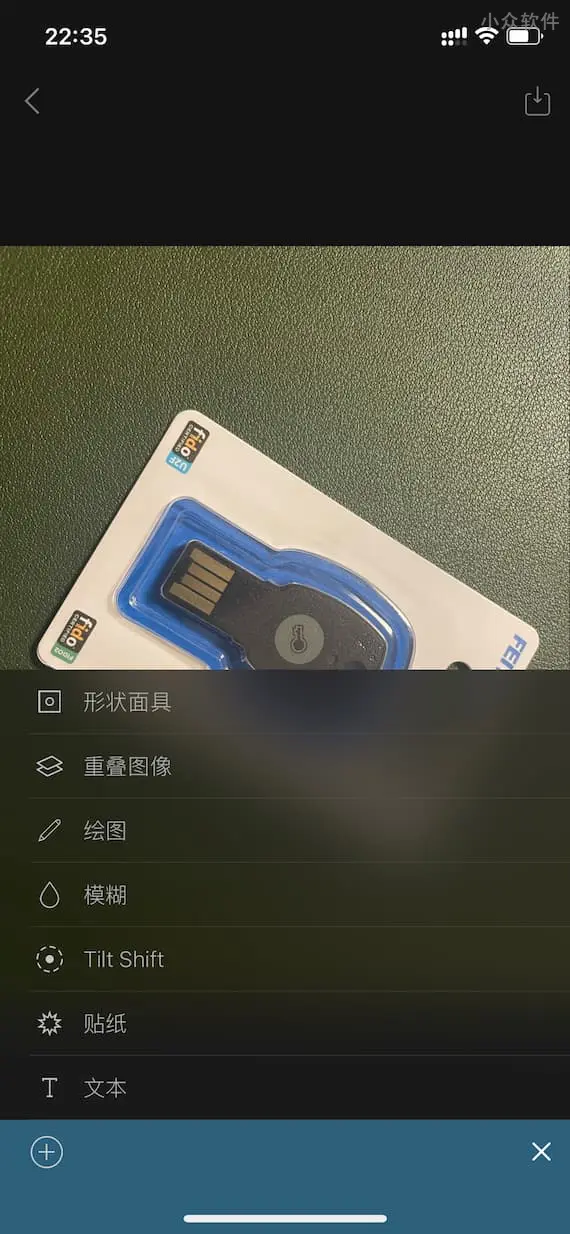 小众软件
22:35
fido
CERTIFIED
U2F
fido
CERTIFIED
FIDO2
形状面具
重叠图像
绘图
模糊
Tilt Shift
贴纸
文本